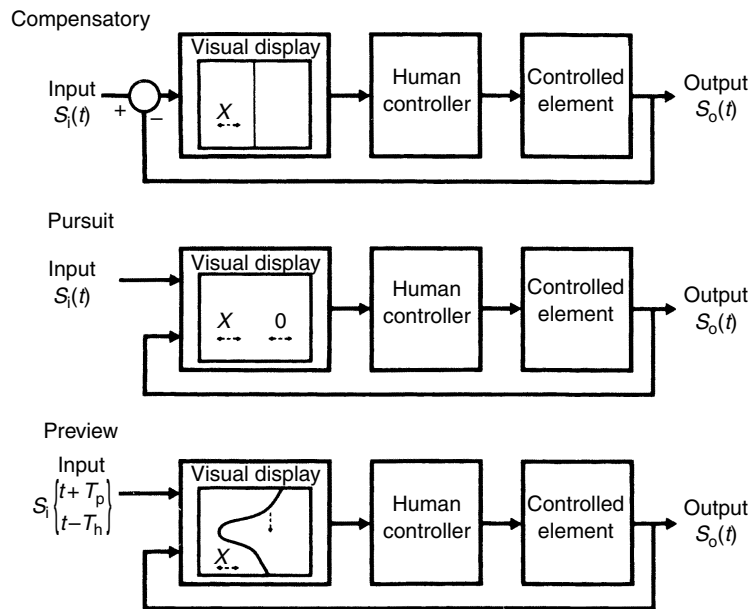 Compensatory
Input
Sᵢ(t)
+
−
Visual display
X
Human
controller
Controlled
element
Output
Sₒ(t)
Pursuit
Input
Sᵢ(t)
Visual display
X 0
Human
controller
Controlled
element
Output
Sₒ(t)
Preview
Input
Sᵢ {t + Tₚ
t − Tₕ}
Visual display
X
Human
controller
Controlled
element
Output
Sₒ(t)